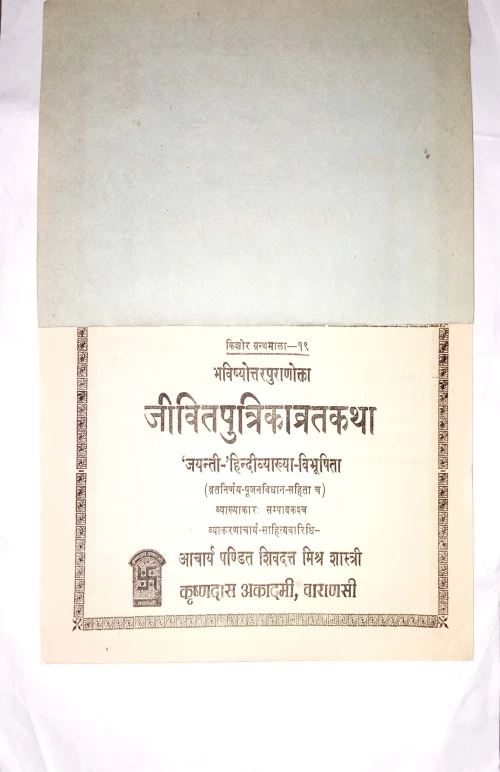 किशोर ग्रन्थमाला—१९
भविष्योत्तरपुराणोक्ता
जीवितपुत्रिकाव्रतकथा
'जयन्ती-'हिन्दीव्याख्या-विभूषिता
(व्रतनिर्णय-पूजनविधान-सहिता च)
व्याख्याकारः सम्पादकश्च
व्याकरणाचार्य-साहित्यवारिधि-
आचार्य पण्डित शिवदत्त मिश्र शास्त्री
कृष्णदास अकादमी, वाराणसी